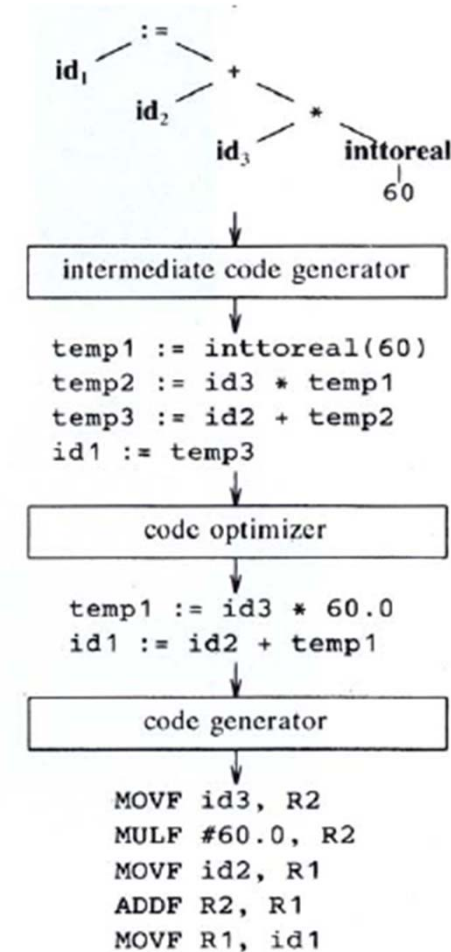 :=
id₁ +
id₂ *
id₃ inttoreal
60
intermediate code generator
temp1 := inttoreal(60)
temp2 := id3 * temp1
temp3 := id2 + temp2
id1 := temp3
code optimizer
temp1 := id3 * 60.0
id1 := id2 + temp1
code generator
MOVF id3, R2
MULF #60.0, R2
MOVF id2, R1
ADDF R2, R1
MOVF R1, id1